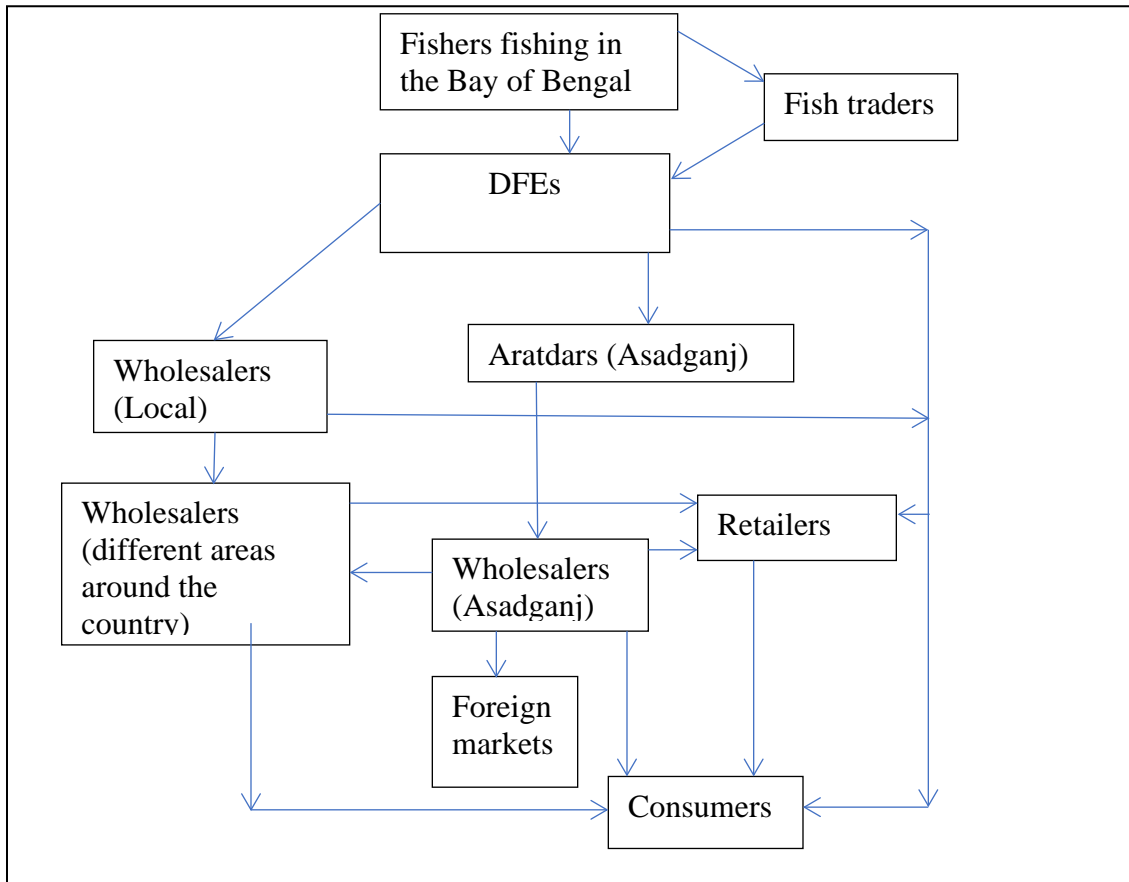 Fishers fishing in
the Bay of Bengal
Fish traders
DFEs
Wholesalers
(Local)
Aratdars (Asadganj)
Wholesalers
(different areas
around the
country)
Retailers
Wholesalers
(Asadganj)
Foreign
markets
Consumers